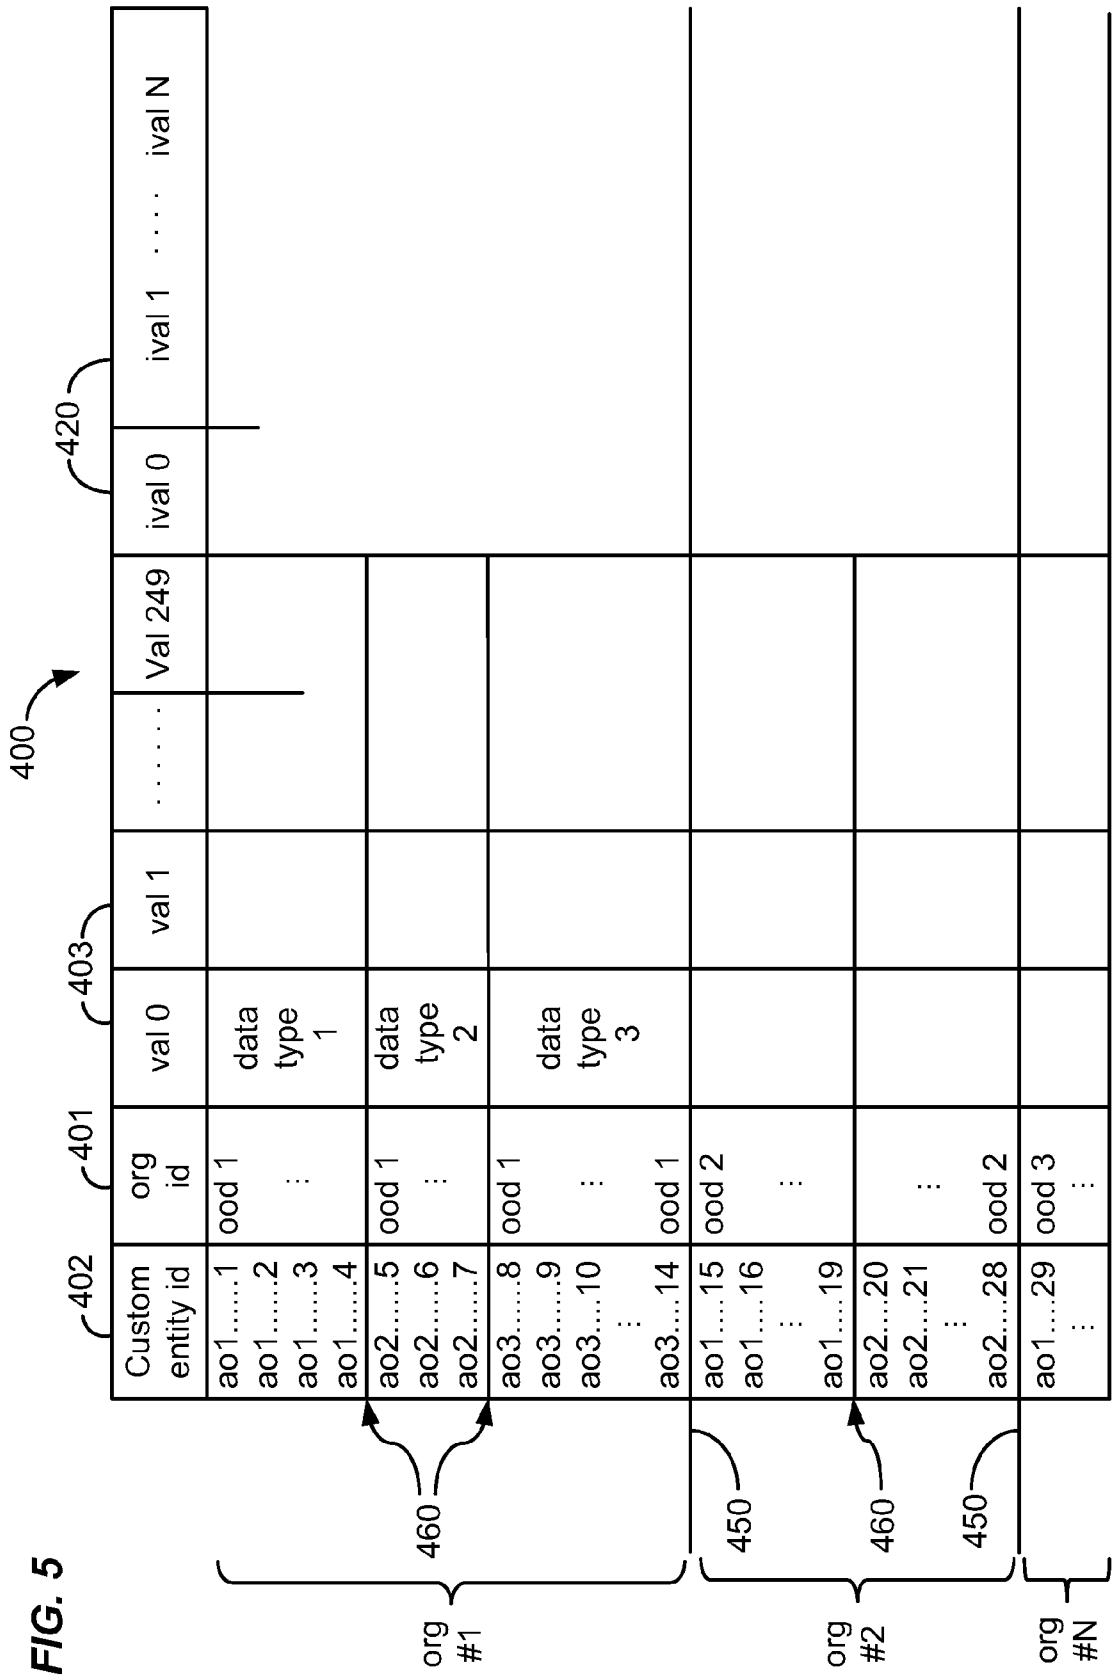 FIG. 5
400
402
401
403
420
Custom entity id
org id
val 0
val 1
......
Val 249
ival 0
ival 1 .... ival N
org #1
ao1......1
ood 1
data type 1
ao1......2
ao1......3
⋮
ao1......4
460
ao2......5
ood 1
data type 2
ao2......6
⋮
ao2......7
ao3......8
ood 1
data type 3
ao3......9
ao3....10
⋮
⋮
ao3....14
ood 1
450
org #2
ao1....15
ood 2
ao1....16
⋮
⋮
ao1....19
460
ao2....20
ao2....21
⋮
⋮
ao2....28
ood 2
450
org #N
ao1....29
ood 3
⋮
⋮